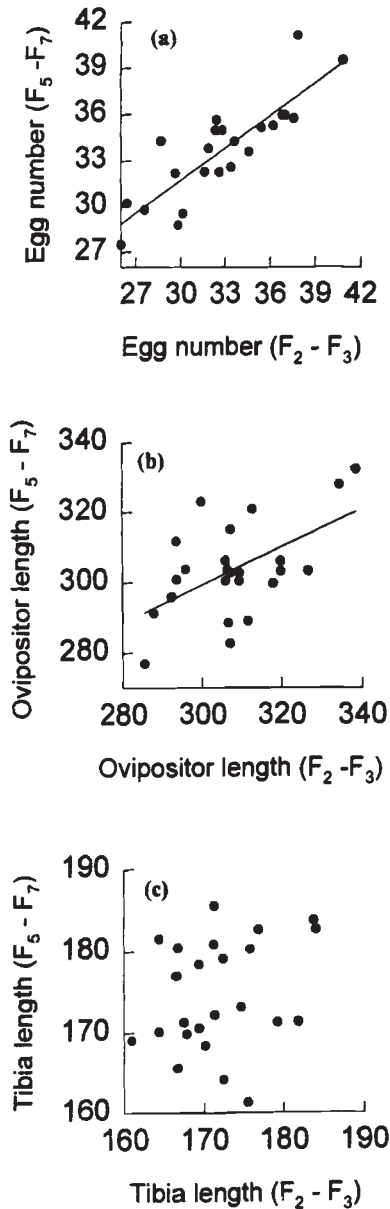 (a)
Egg number (F5 -F7)
42
39
36
33
30
27
27 30 33 36 39 42
Egg number (F2 - F3)
(b)
Ovipositor length (F5 - F7)
340
320
300
280
280 300 320 340
Ovipositor length (F2 -F3)
(c)
Tibia length (F5 - F7)
190
180
170
160
160 170 180 190
Tibia length (F2 - F3)